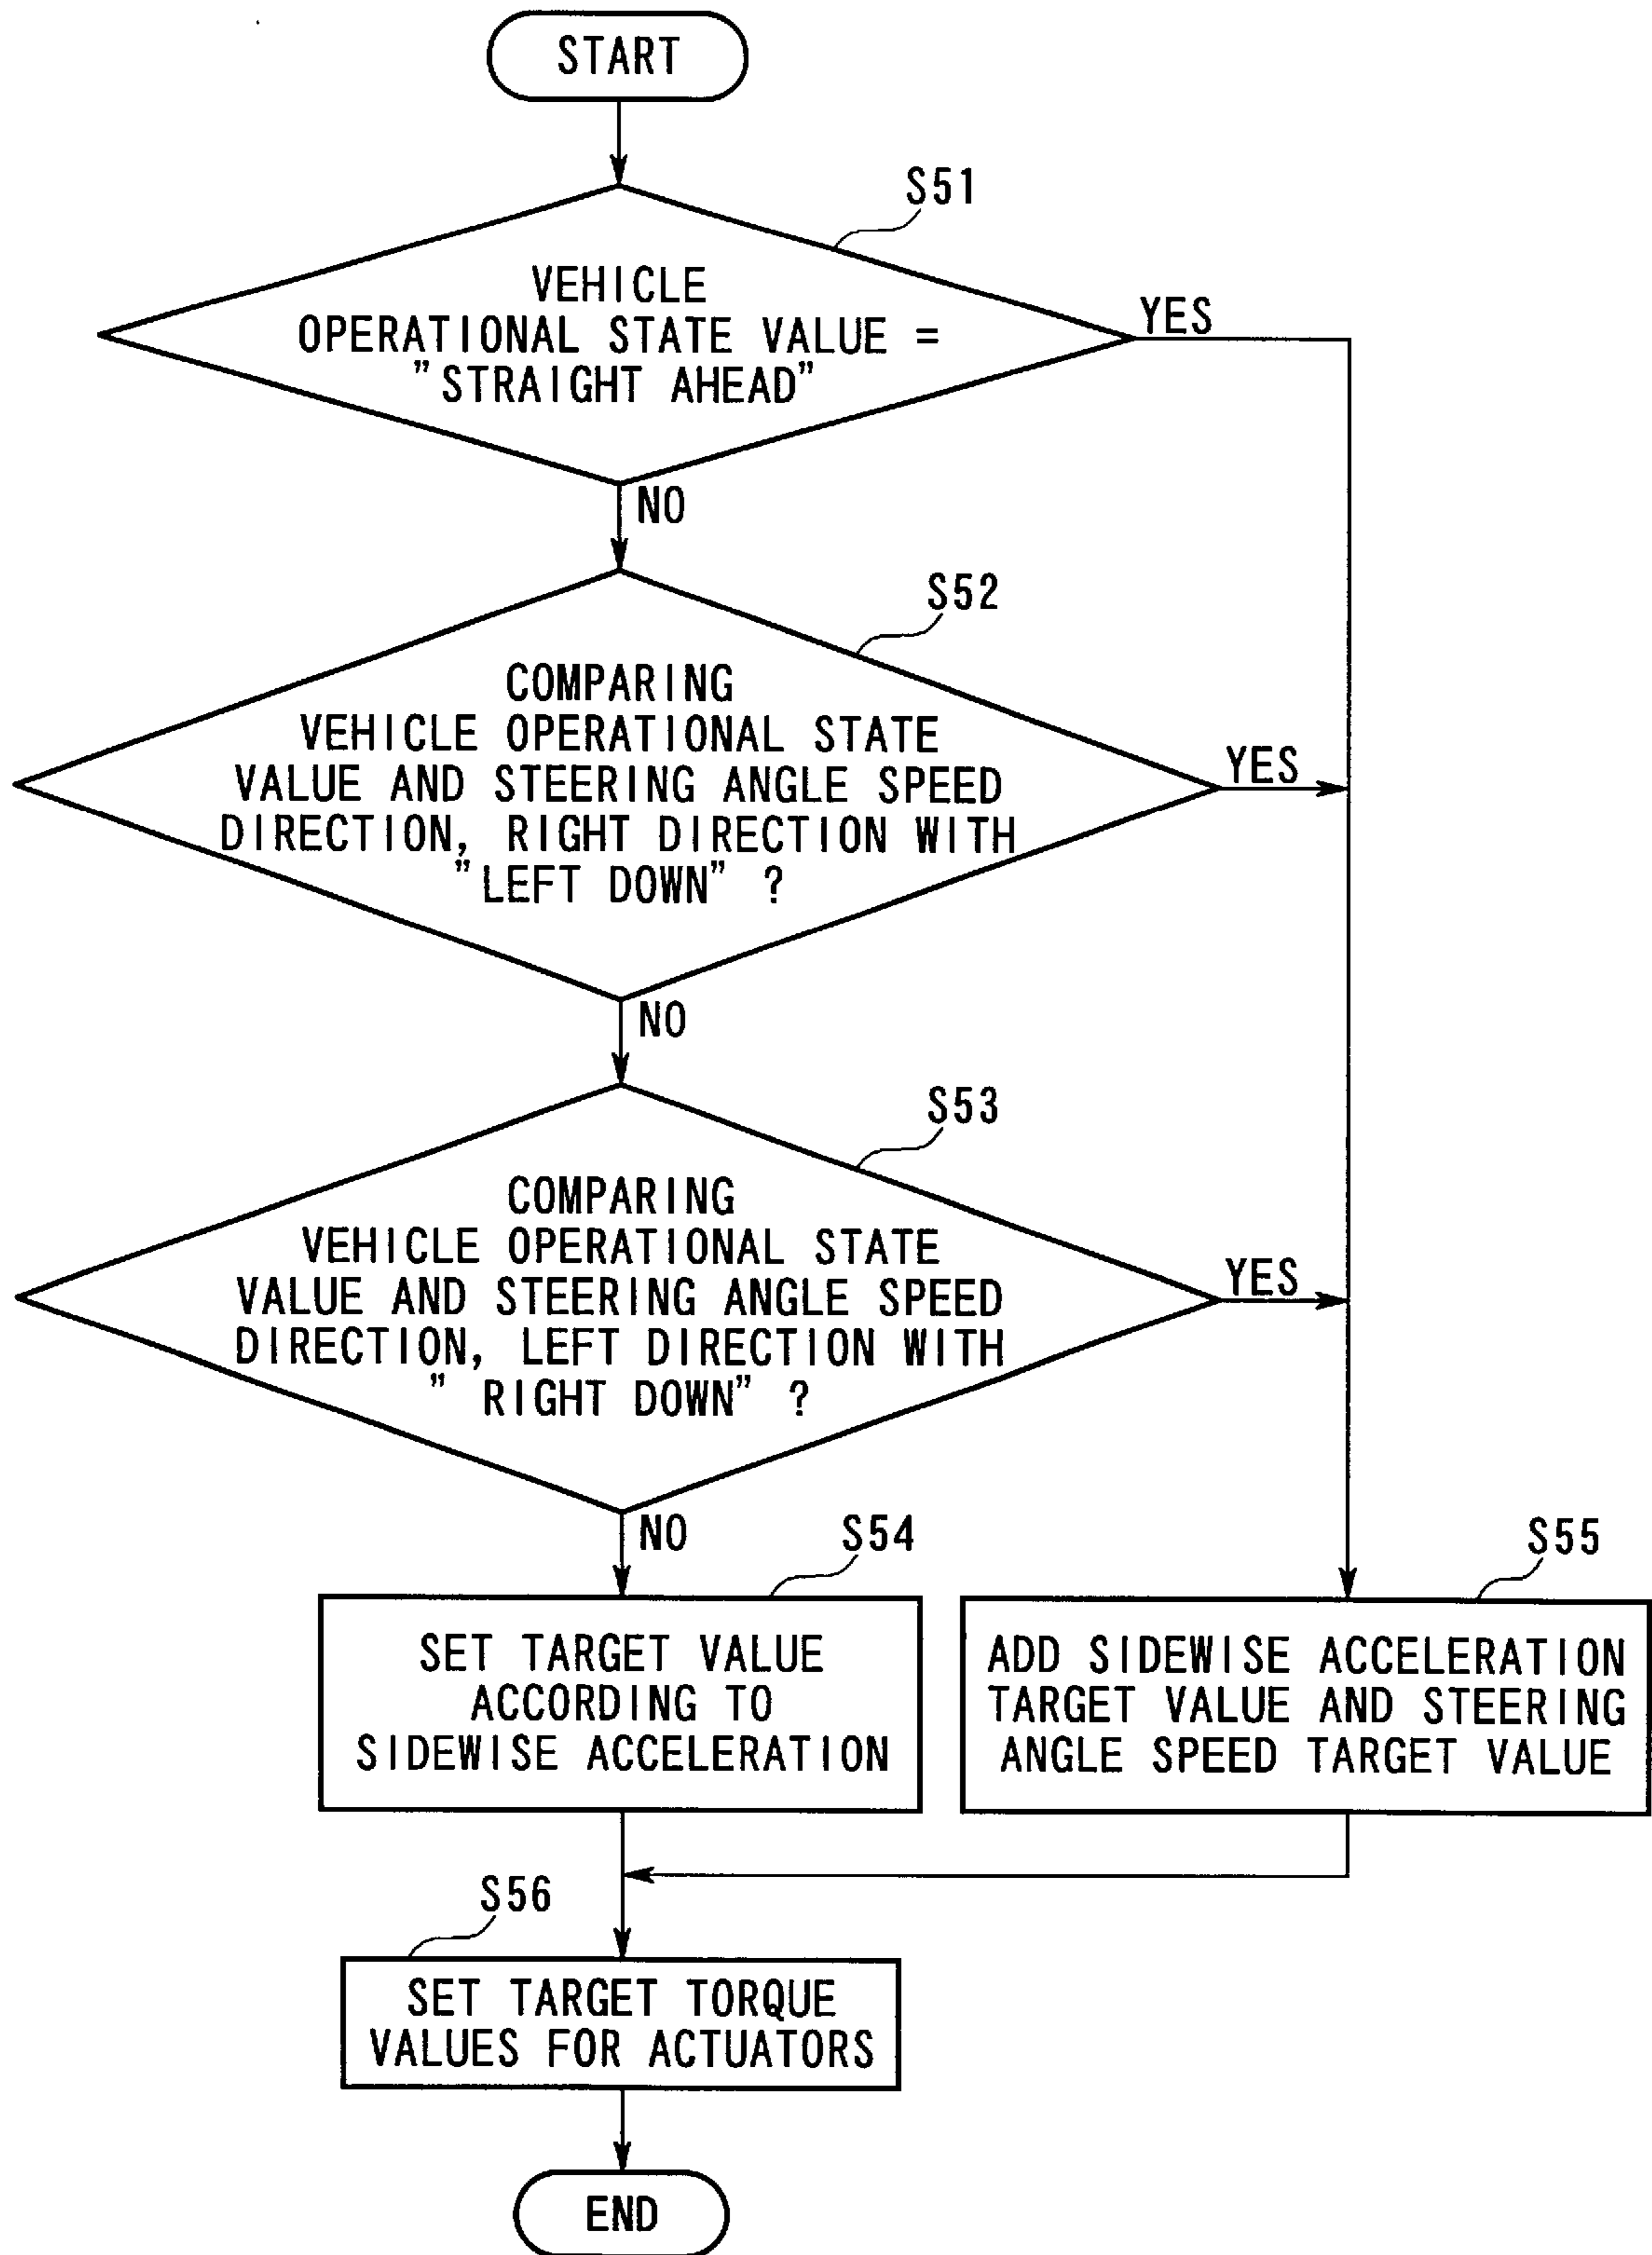 START
S51
VEHICLE
OPERATIONAL STATE VALUE =
"STRAIGHT AHEAD"
YES
NO
S52
COMPARING
VEHICLE OPERATIONAL STATE
VALUE AND STEERING ANGLE SPEED
DIRECTION, RIGHT DIRECTION WITH
"LEFT DOWN" ?
YES
NO
S53
COMPARING
VEHICLE OPERATIONAL STATE
VALUE AND STEERING ANGLE SPEED
DIRECTION, LEFT DIRECTION WITH
" RIGHT DOWN" ?
YES
NO
S54
SET TARGET VALUE
ACCORDING TO
SIDEWISE ACCELERATION
S55
ADD SIDEWISE ACCELERATION
TARGET VALUE AND STEERING
ANGLE SPEED TARGET VALUE
S56
SET TARGET TORQUE
VALUES FOR ACTUATORS
END